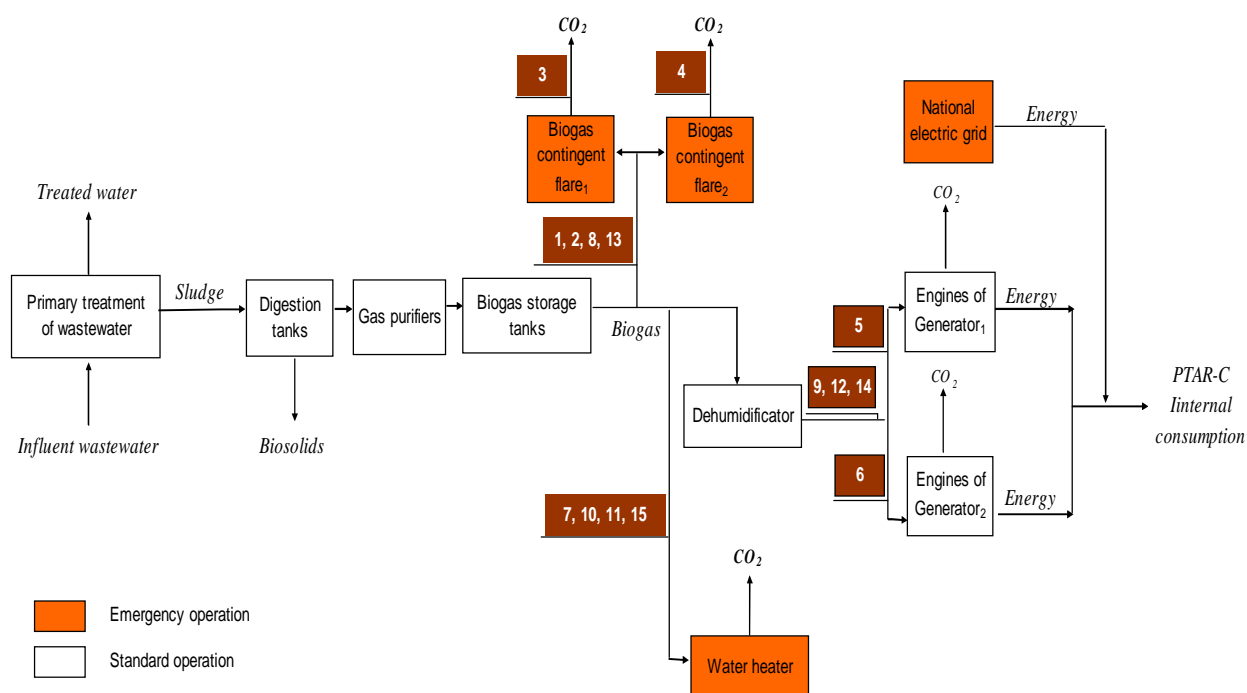 CO2
CO2
3
4
Biogas
contingent
flare1
Biogas
contingent
flare2
National
electric grid
Energy
Treated water
CO2
1, 2, 8, 13
Primary treatment
of wastewater
Sludge
Digestion
tanks
Gas purifiers
Biogas storage
tanks
Biogas
Engines of
Generator1
Energy
5
9, 12, 14
CO2
PTAR-C
Iinternal
consumption
Dehumidificator
Influent wastewater
Biosolids
6
Engines of
Generator2
Energy
7, 10, 11, 15
CO2
Emergency operation
Standard operation
Water heater